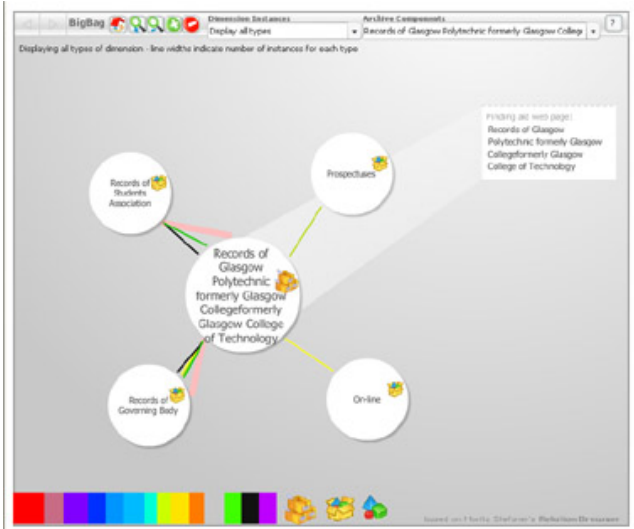 BigBag
Dimension Instances
Display all types
Archive Components
Records of Glasgow Polytechnic formerly Glasgow Colleg
?
Displaying all types of dimension - line widths indicate number of instances for each type
Finding aid web page:
Records of Glasgow
Polytechnic formerly Glasgow
Collegeformerly Glasgow
College of Technology
Prospectuses
Records of
Students
Association
Records of
Glasgow
Polytechnic
formerly Glasgow
Collegeformerly
Glasgow College
of Technology
Records of
Governing Body
On-line
based on Moritz Stefaner's Relation Browser